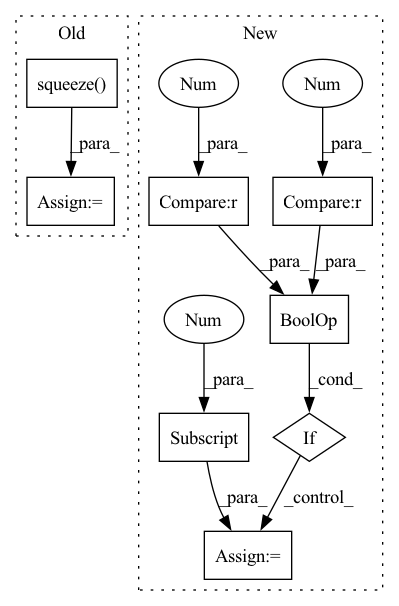 Old
New
squeeze()
Num
Num
_para_
_para_
_para_
Assign:=
Compare:r
Compare:r
_para_
_para_
Num
BoolOp
_para_
_cond_
Subscript
If
_para_
_control_
Assign:=